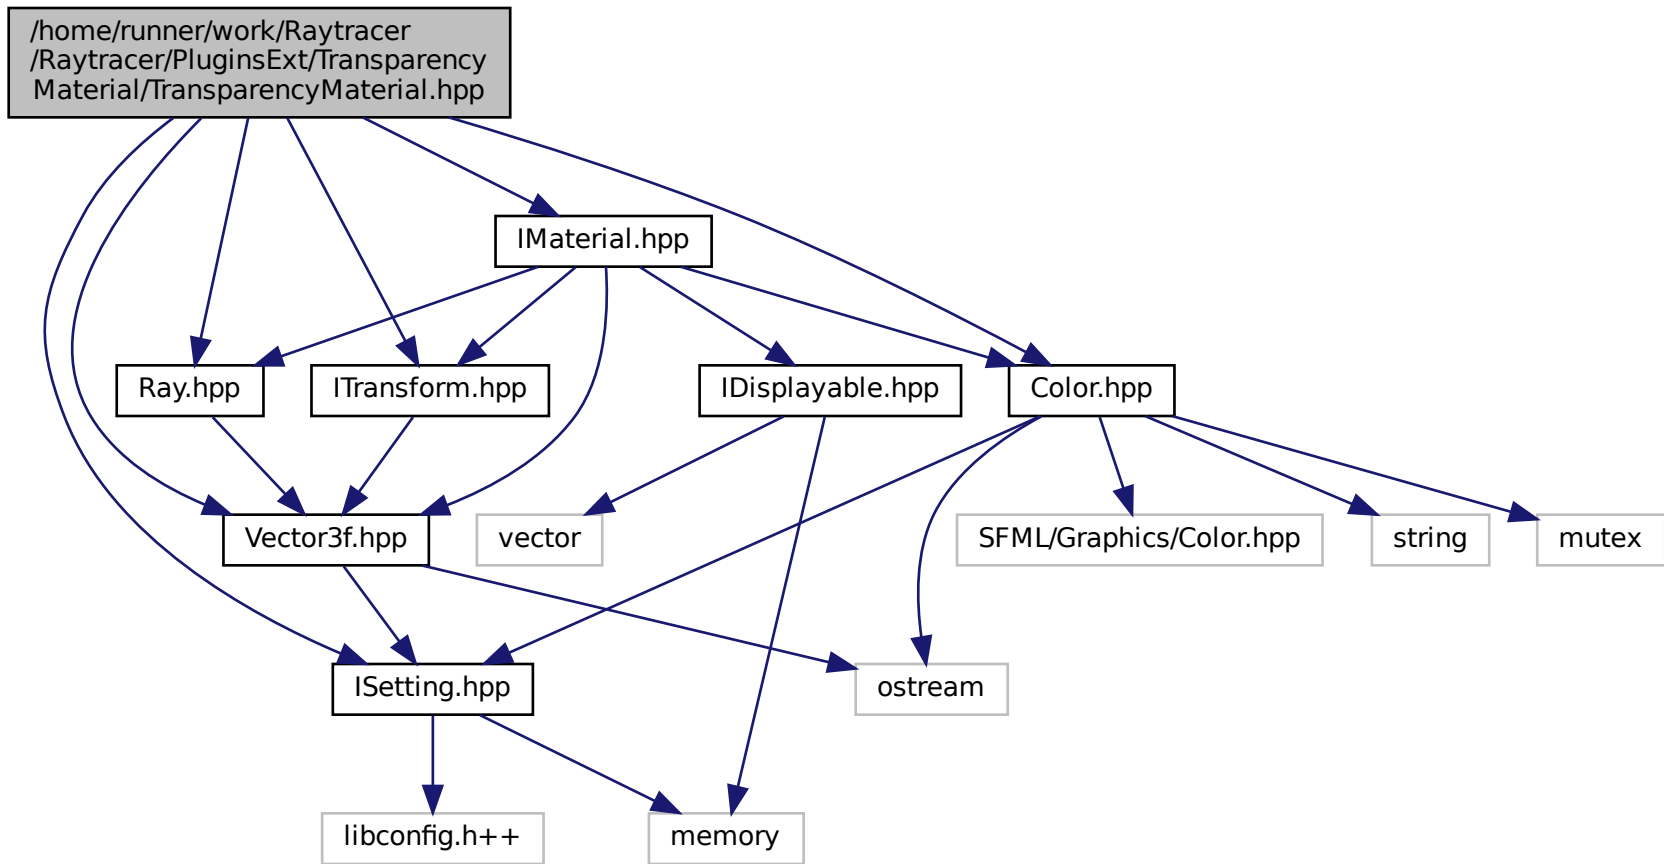 /home/runner/work/Raytracer
/Raytracer/PluginsExt/Transparency
Material/TransparencyMaterial.hpp
IMaterial.hpp
Ray.hpp
ITransform.hpp
IDisplayable.hpp
Color.hpp
Vector3f.hpp
vector
SFML/Graphics/Color.hpp
string
mutex
ISetting.hpp
ostream
libconfig.h++
memory